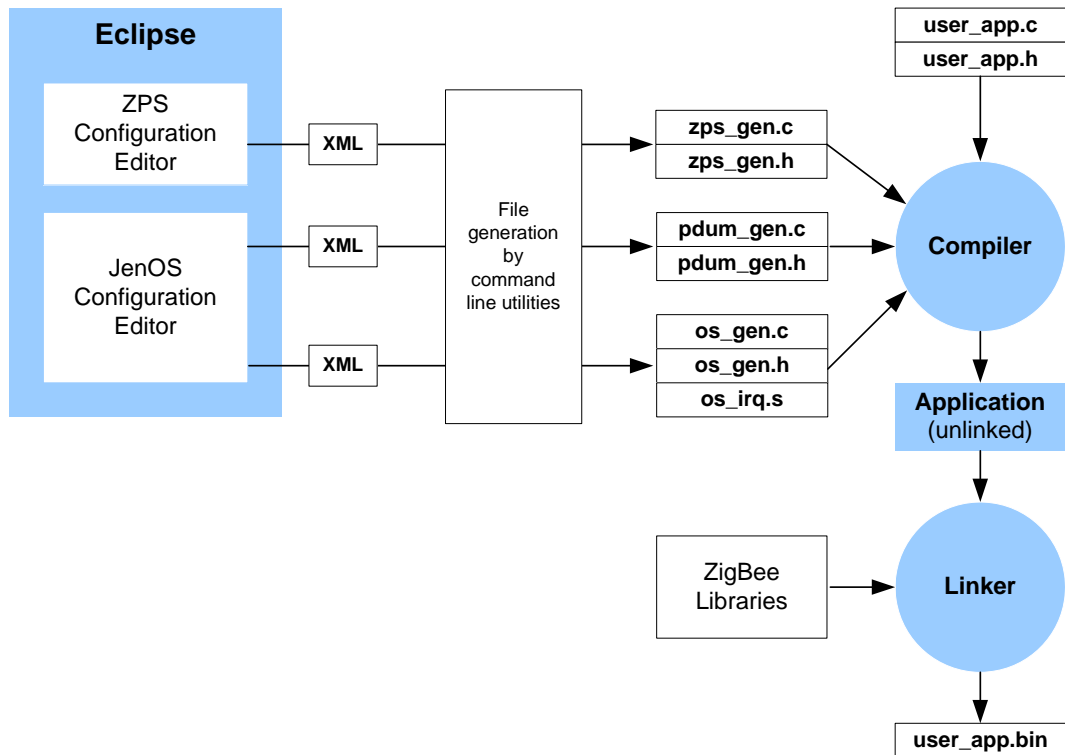 Eclipse
ZPS
Configuration
Editor
JenOS
Configuration
Editor
XML
XML
XML
File
generation
by
command
line utilities
zps_gen.c
zps_gen.h
pdum_gen.c
pdum_gen.h
os_gen.c
os_gen.h
os_irq.s
user_app.c
user_app.h
Compiler
Application
(unlinked)
ZigBee
Libraries
Linker
user_app.bin